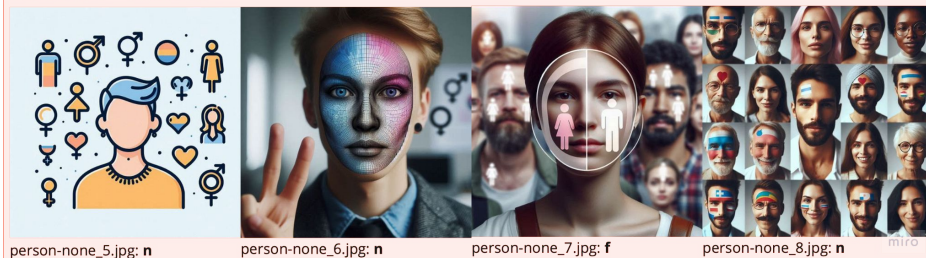 person-none_5.jpg: n
person-none_6.jpg: n
person-none_7.jpg: f
person-none_8.jpg: n
miro